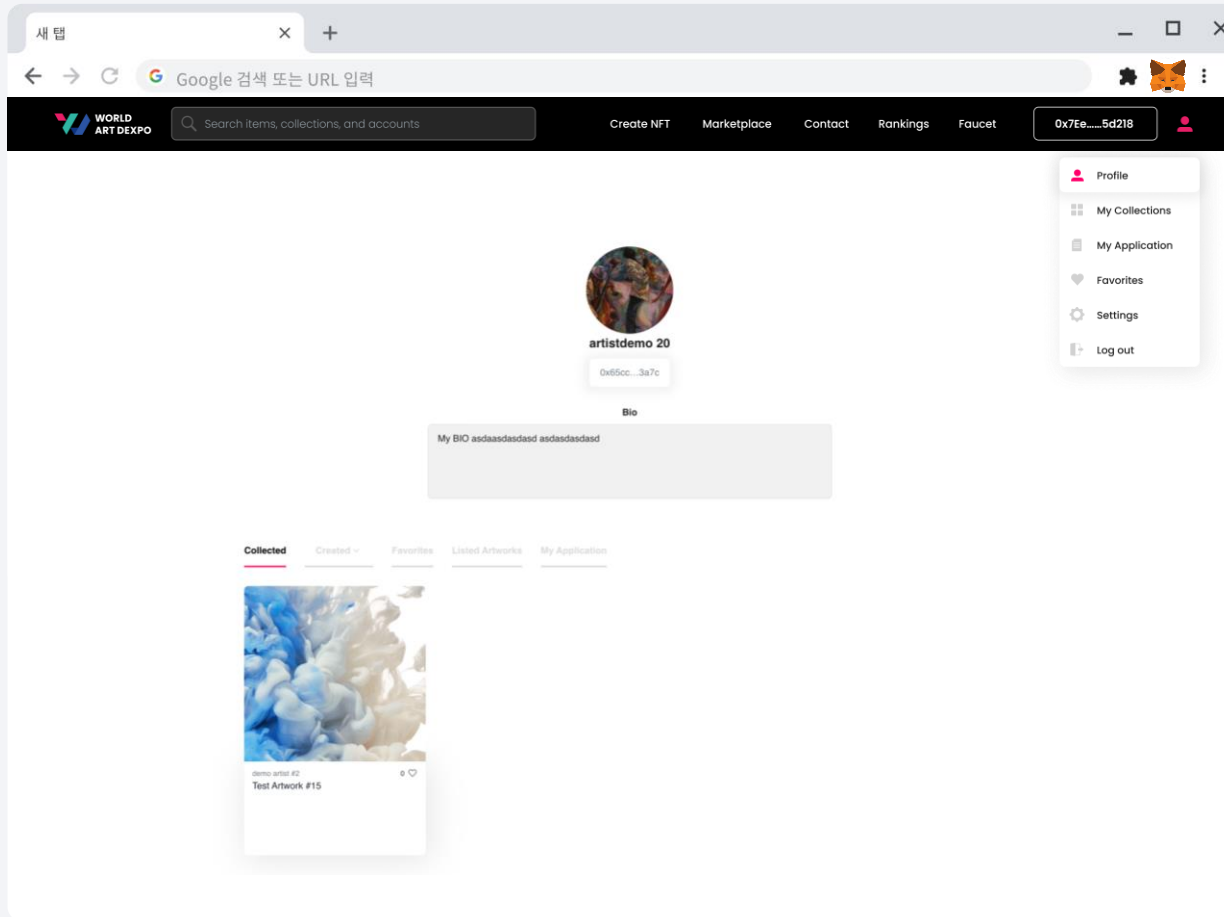 새 탭
Google 검색 또는 URL 입력
WORLD
ART DEXPO
Search items, collections, and accounts
Create NFT
Marketplace
Contact
Rankings
Faucet
0x7Ee......5d218
Profile
My Collections
My Application
Favorites
Settings
Log out
artistdemo 20
0x65cc...3a7c
Bio
My BIO asdaasdasdasd asdasdasdasd
Collected
Created
Favorites
Listed Artworks
My Application
demo artist #2
0
Test Artwork #15